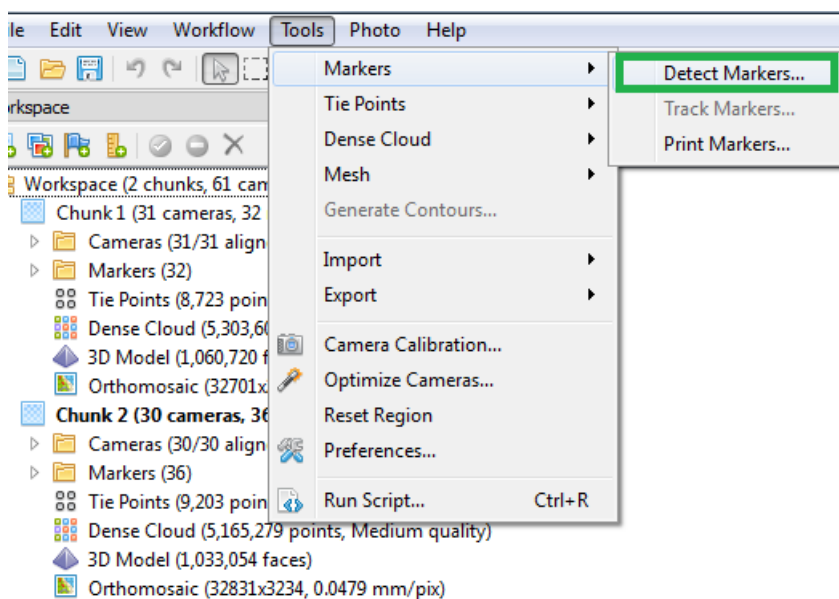 le Edit View Workflow Tools Photo Help
Markers
Detect Markers...
Tie Points
Track Markers...
Dense Cloud
Print Markers...
Mesh
Generate Contours...
Import
Export
Camera Calibration...
Optimize Cameras...
Reset Region
Preferences...
Run Script... Ctrl+R
rkspace
Workspace (2 chunks, 61 cam
Chunk 1 (31 cameras, 32
Cameras (31/31 align
Markers (32)
Tie Points (8,723 poin
Dense Cloud (5,303,60
3D Model (1,060,720 f
Orthomosaic (32701x
Chunk 2 (30 cameras, 36
Cameras (30/30 align
Markers (36)
Tie Points (9,203 poin
Dense Cloud (5,165,279 points, Medium quality)
3D Model (1,033,054 faces)
Orthomosaic (32831x3234, 0.0479 mm/pix)